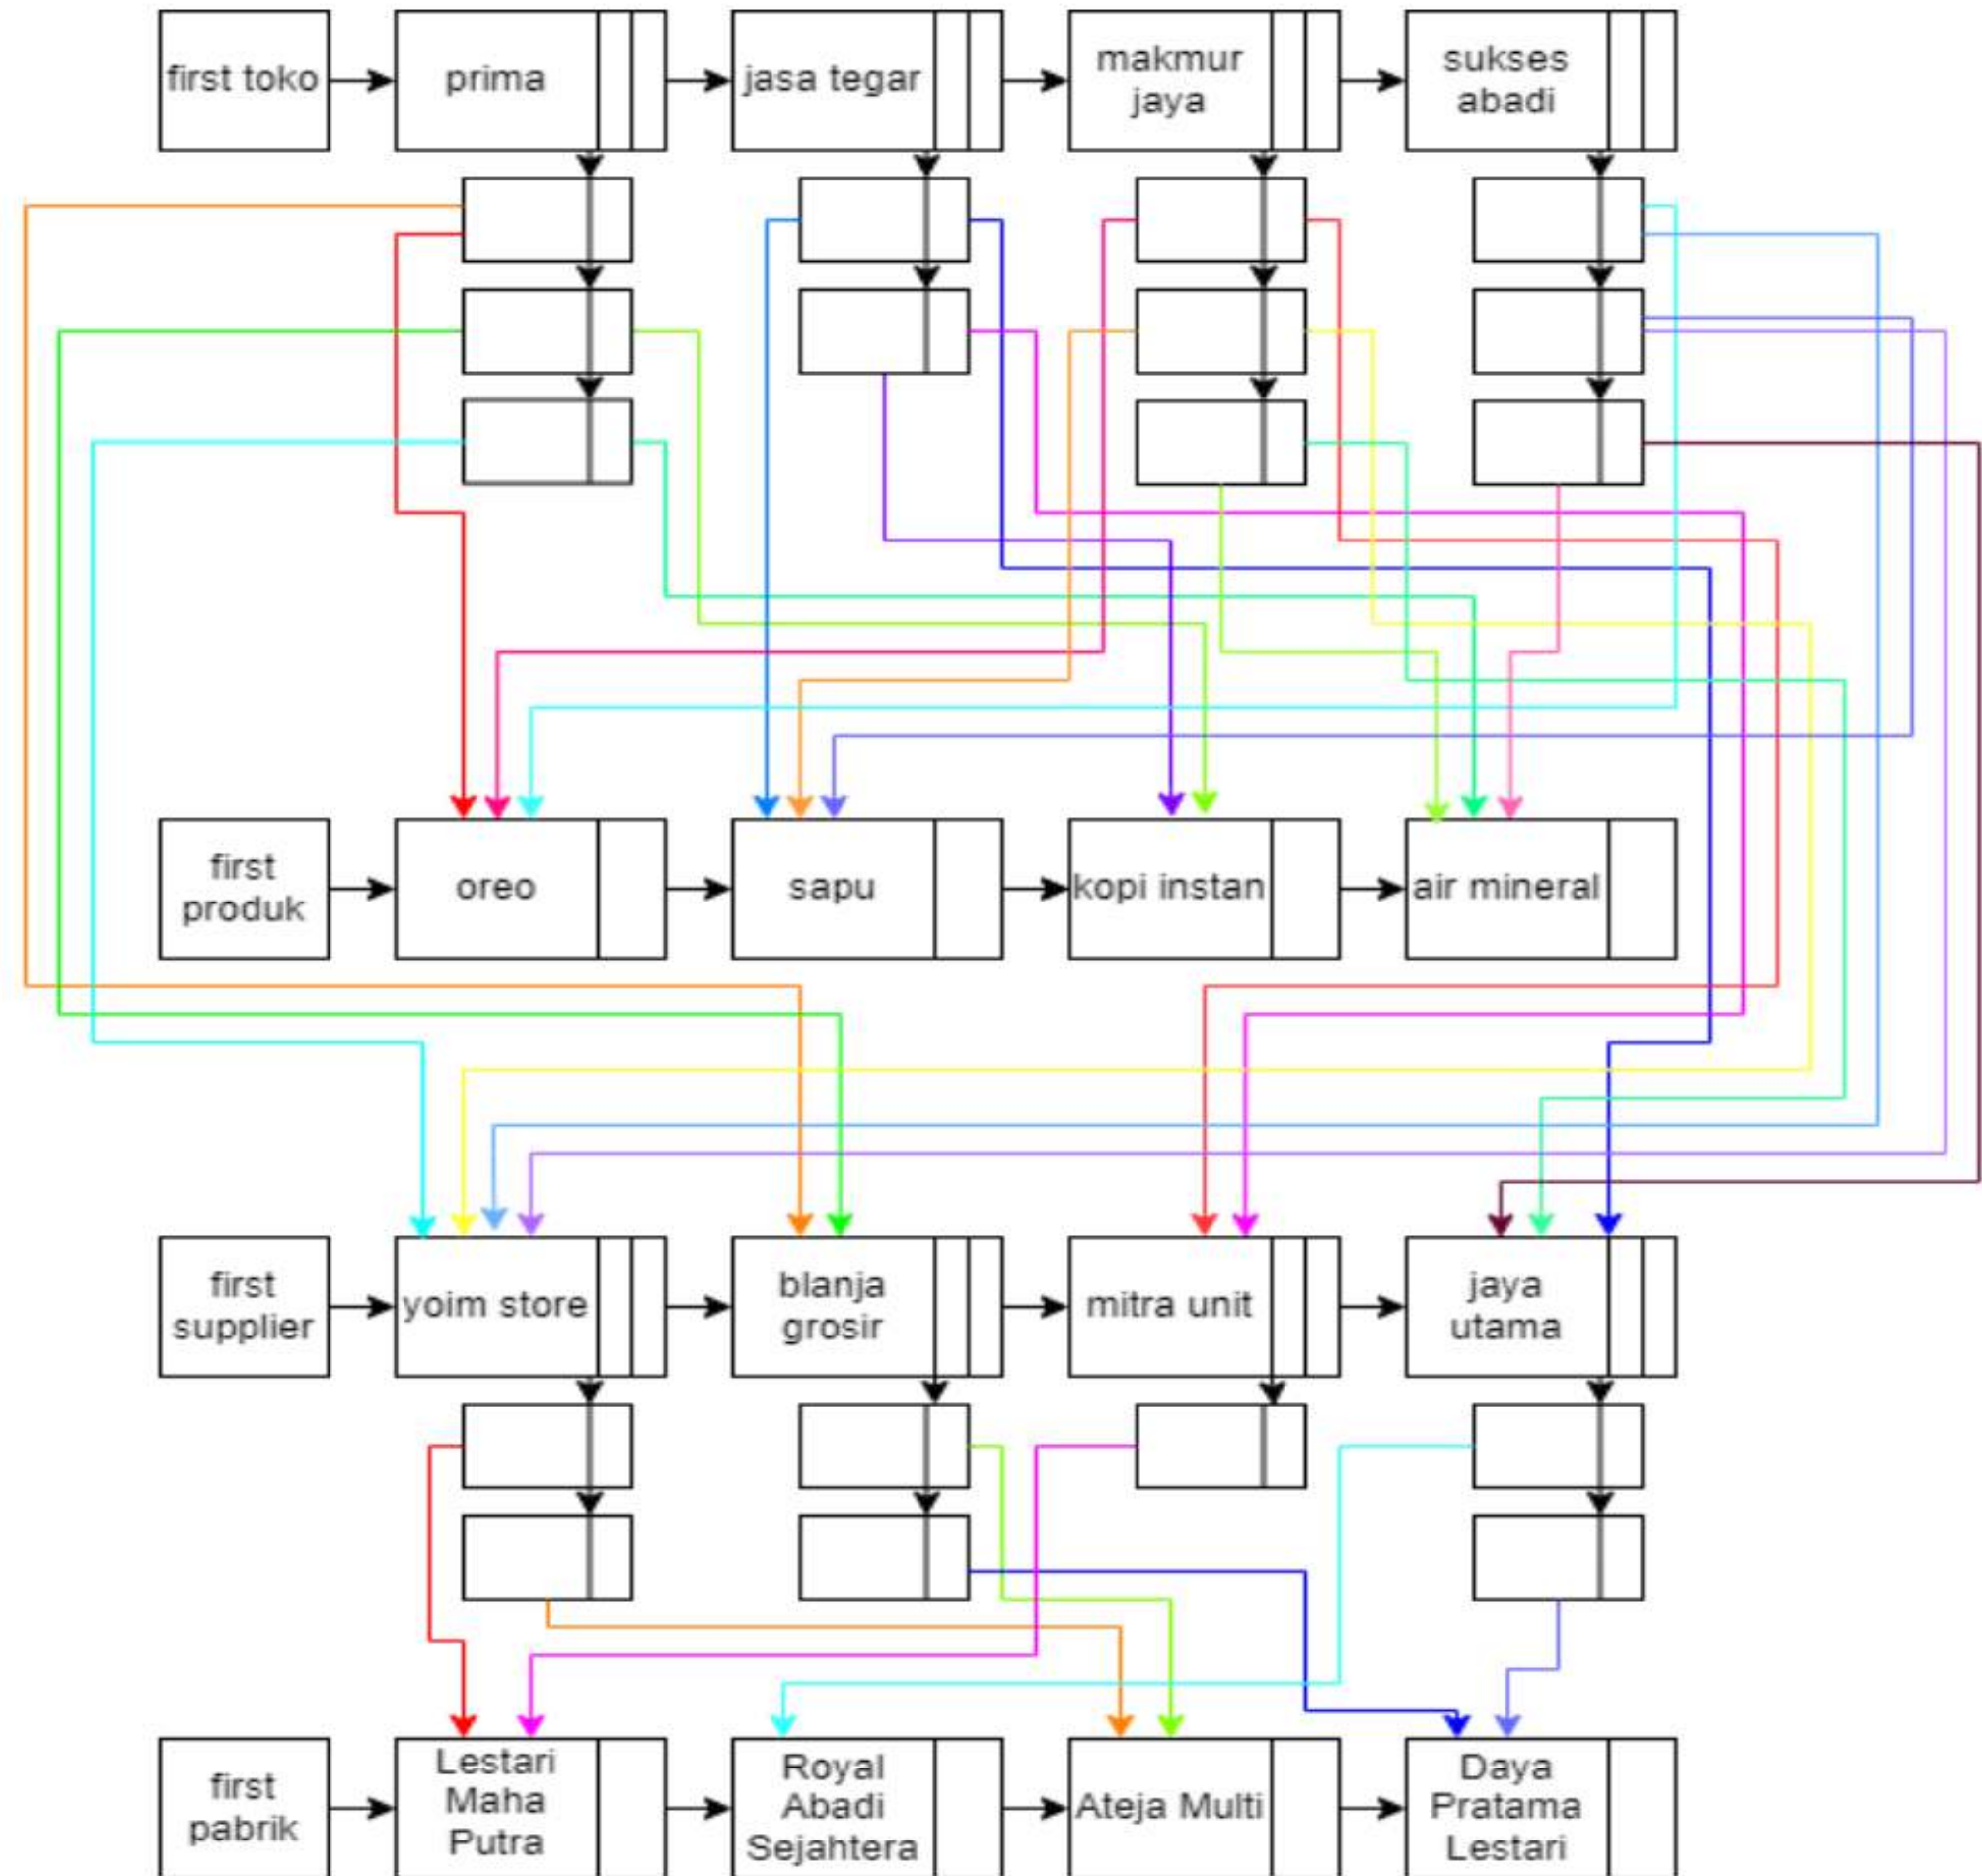 first toko
prima
jasa tegar
makmur
jaya
sukses
abadi
first
produk
oreo
sapu
kopi instan
air mineral
first
supplier
yoim store
blanja
grosir
mitra unit
jaya
utama
first
pabrik
Lestari
Maha
Putra
Royal
Abadi
Sejahtera
Ateja Multi
Daya
Pratama
Lestari